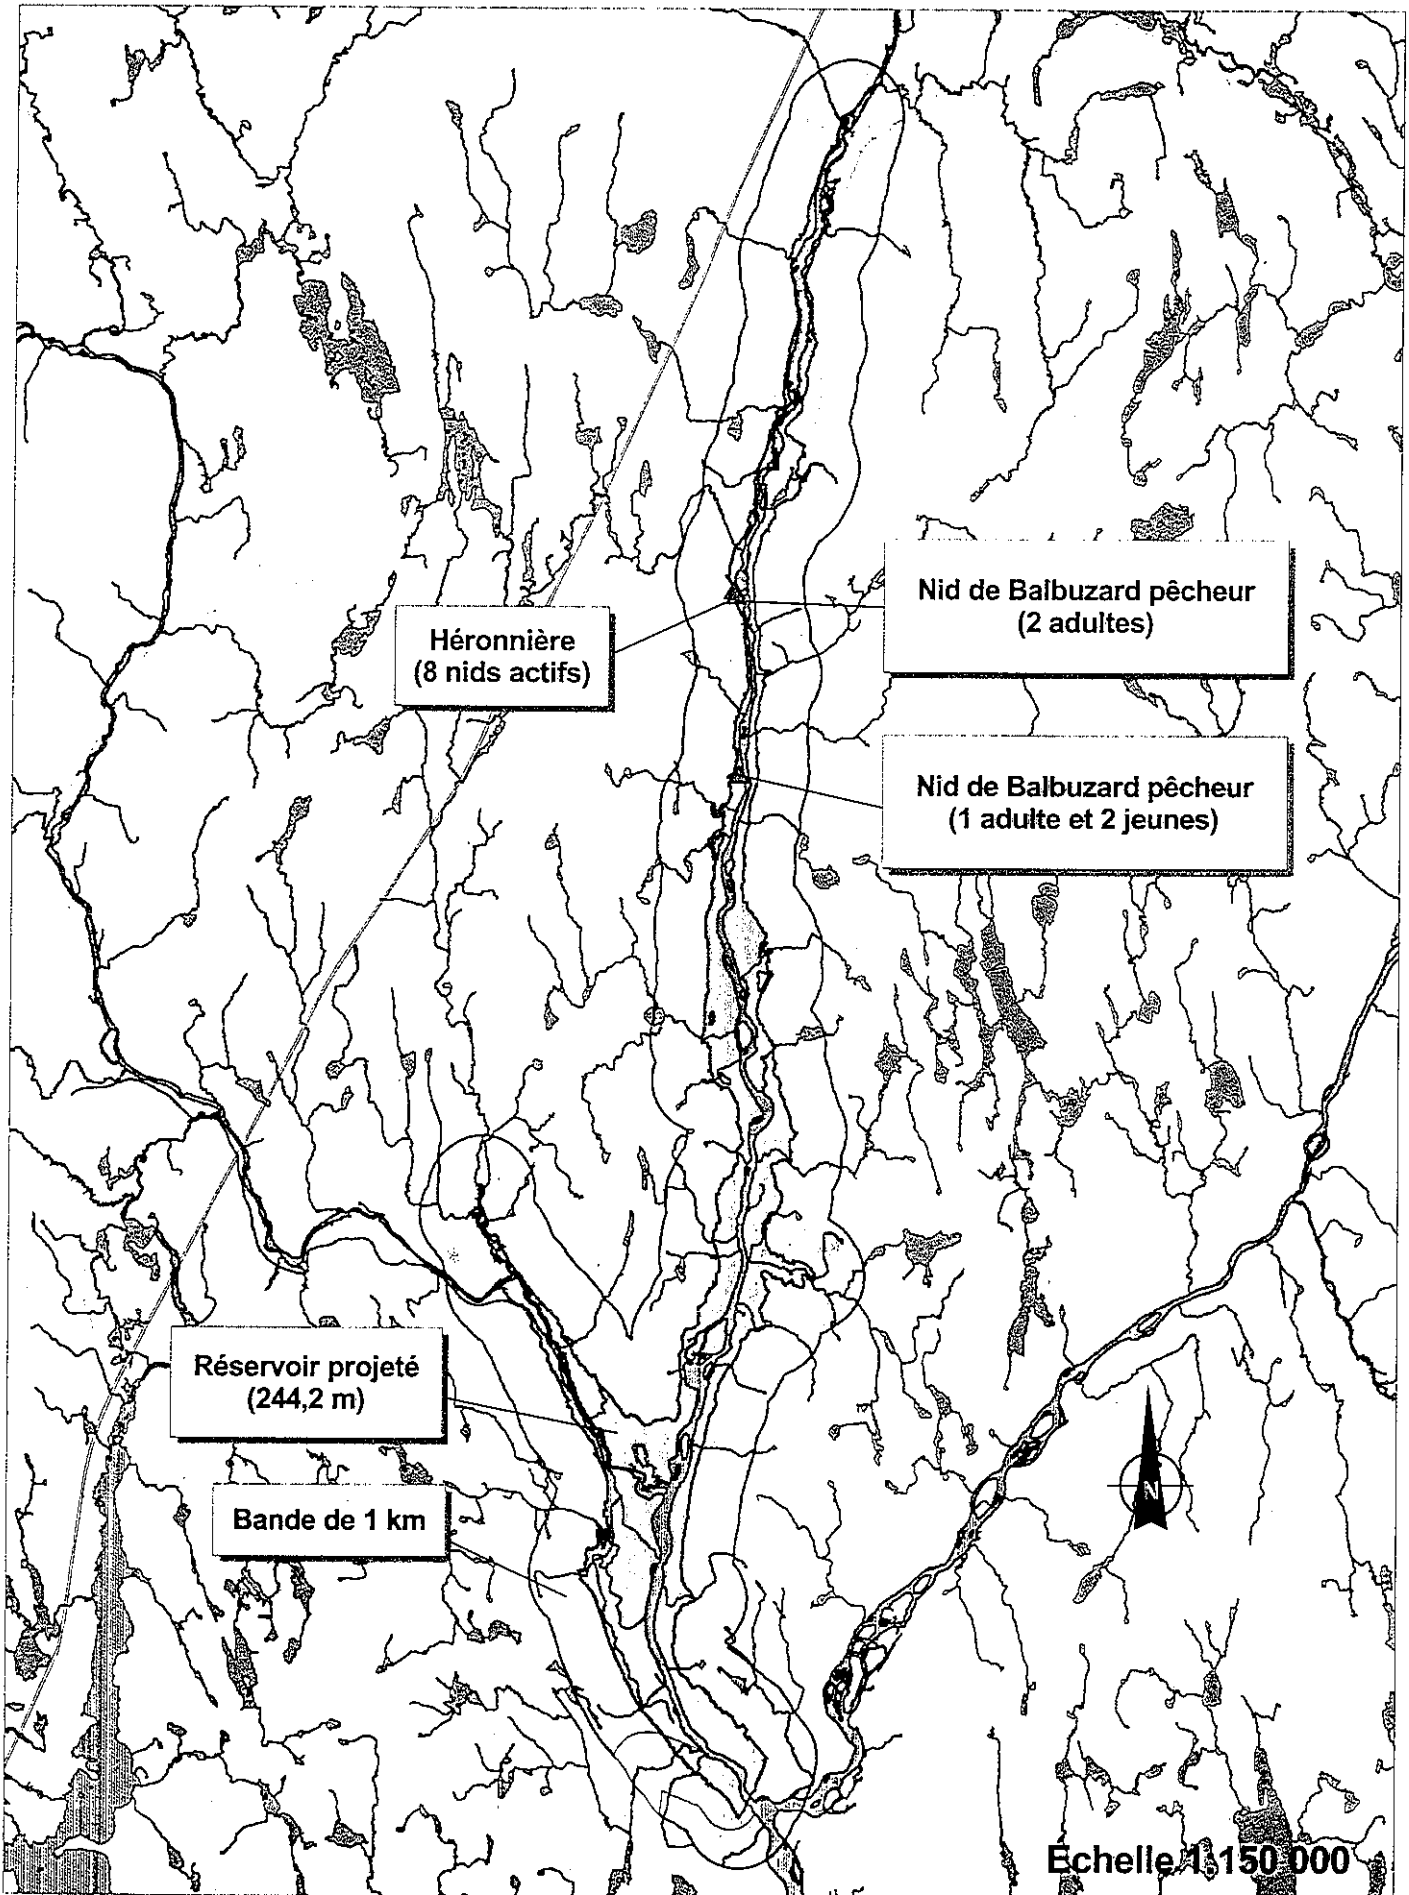 Nid de Balbuzard pêcheur
(2 adultes)
Héronnière
(8 nids actifs)
Nid de Balbuzard pêcheur
(1 adulte et 2 jeunes)
Réservoir projeté
(244,2 m)
Bande de 1 km
N
Echelle 1:150 000